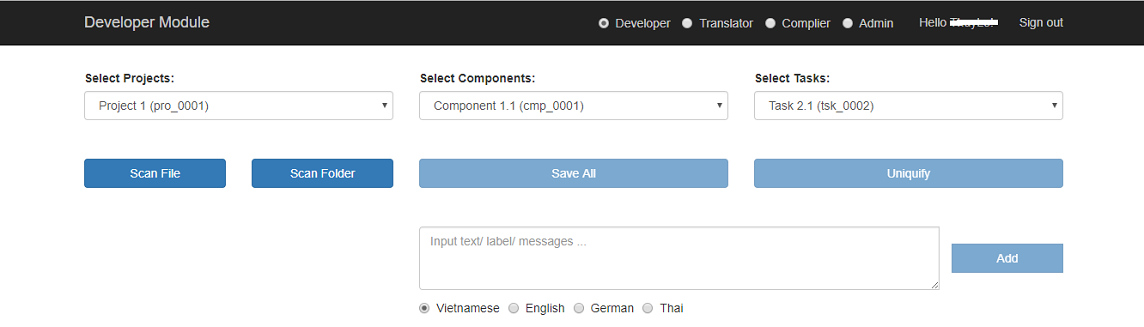 Developer Module
Developer Translator Complier Admin Hello Sign out
Select Projects: Select Components: Select Tasks:
Project 1 (pro_0001) Component 1.1 (cmp_0001) Task 2.1 (tsk_0002)
Scan File Scan Folder Save All Uniquify
Input text/ label/ messages ...
Add
Vietnamese English German Thai